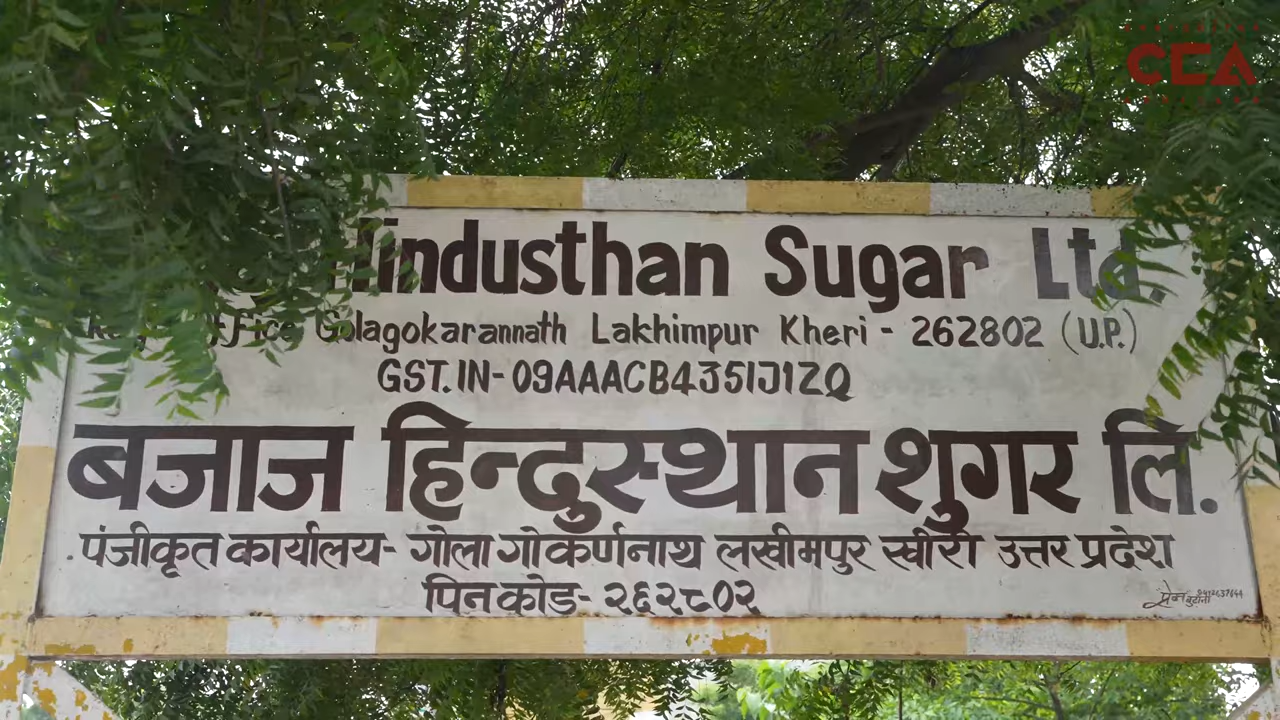 CEA
Hindusthan Sugar Ltd.
Office Golagokarannath Lakhimpur Kheri - 262802 (U.P.)
GST.IN-09AAACB4351J1ZQ
बजाज हिन्दुस्थान शुगर लि.
पंजीकृत कार्यालय- गोला गोकर्णनाथ लखीमपुर खीरी उत्तर प्रदेश
पिन कोड- २६२८०२